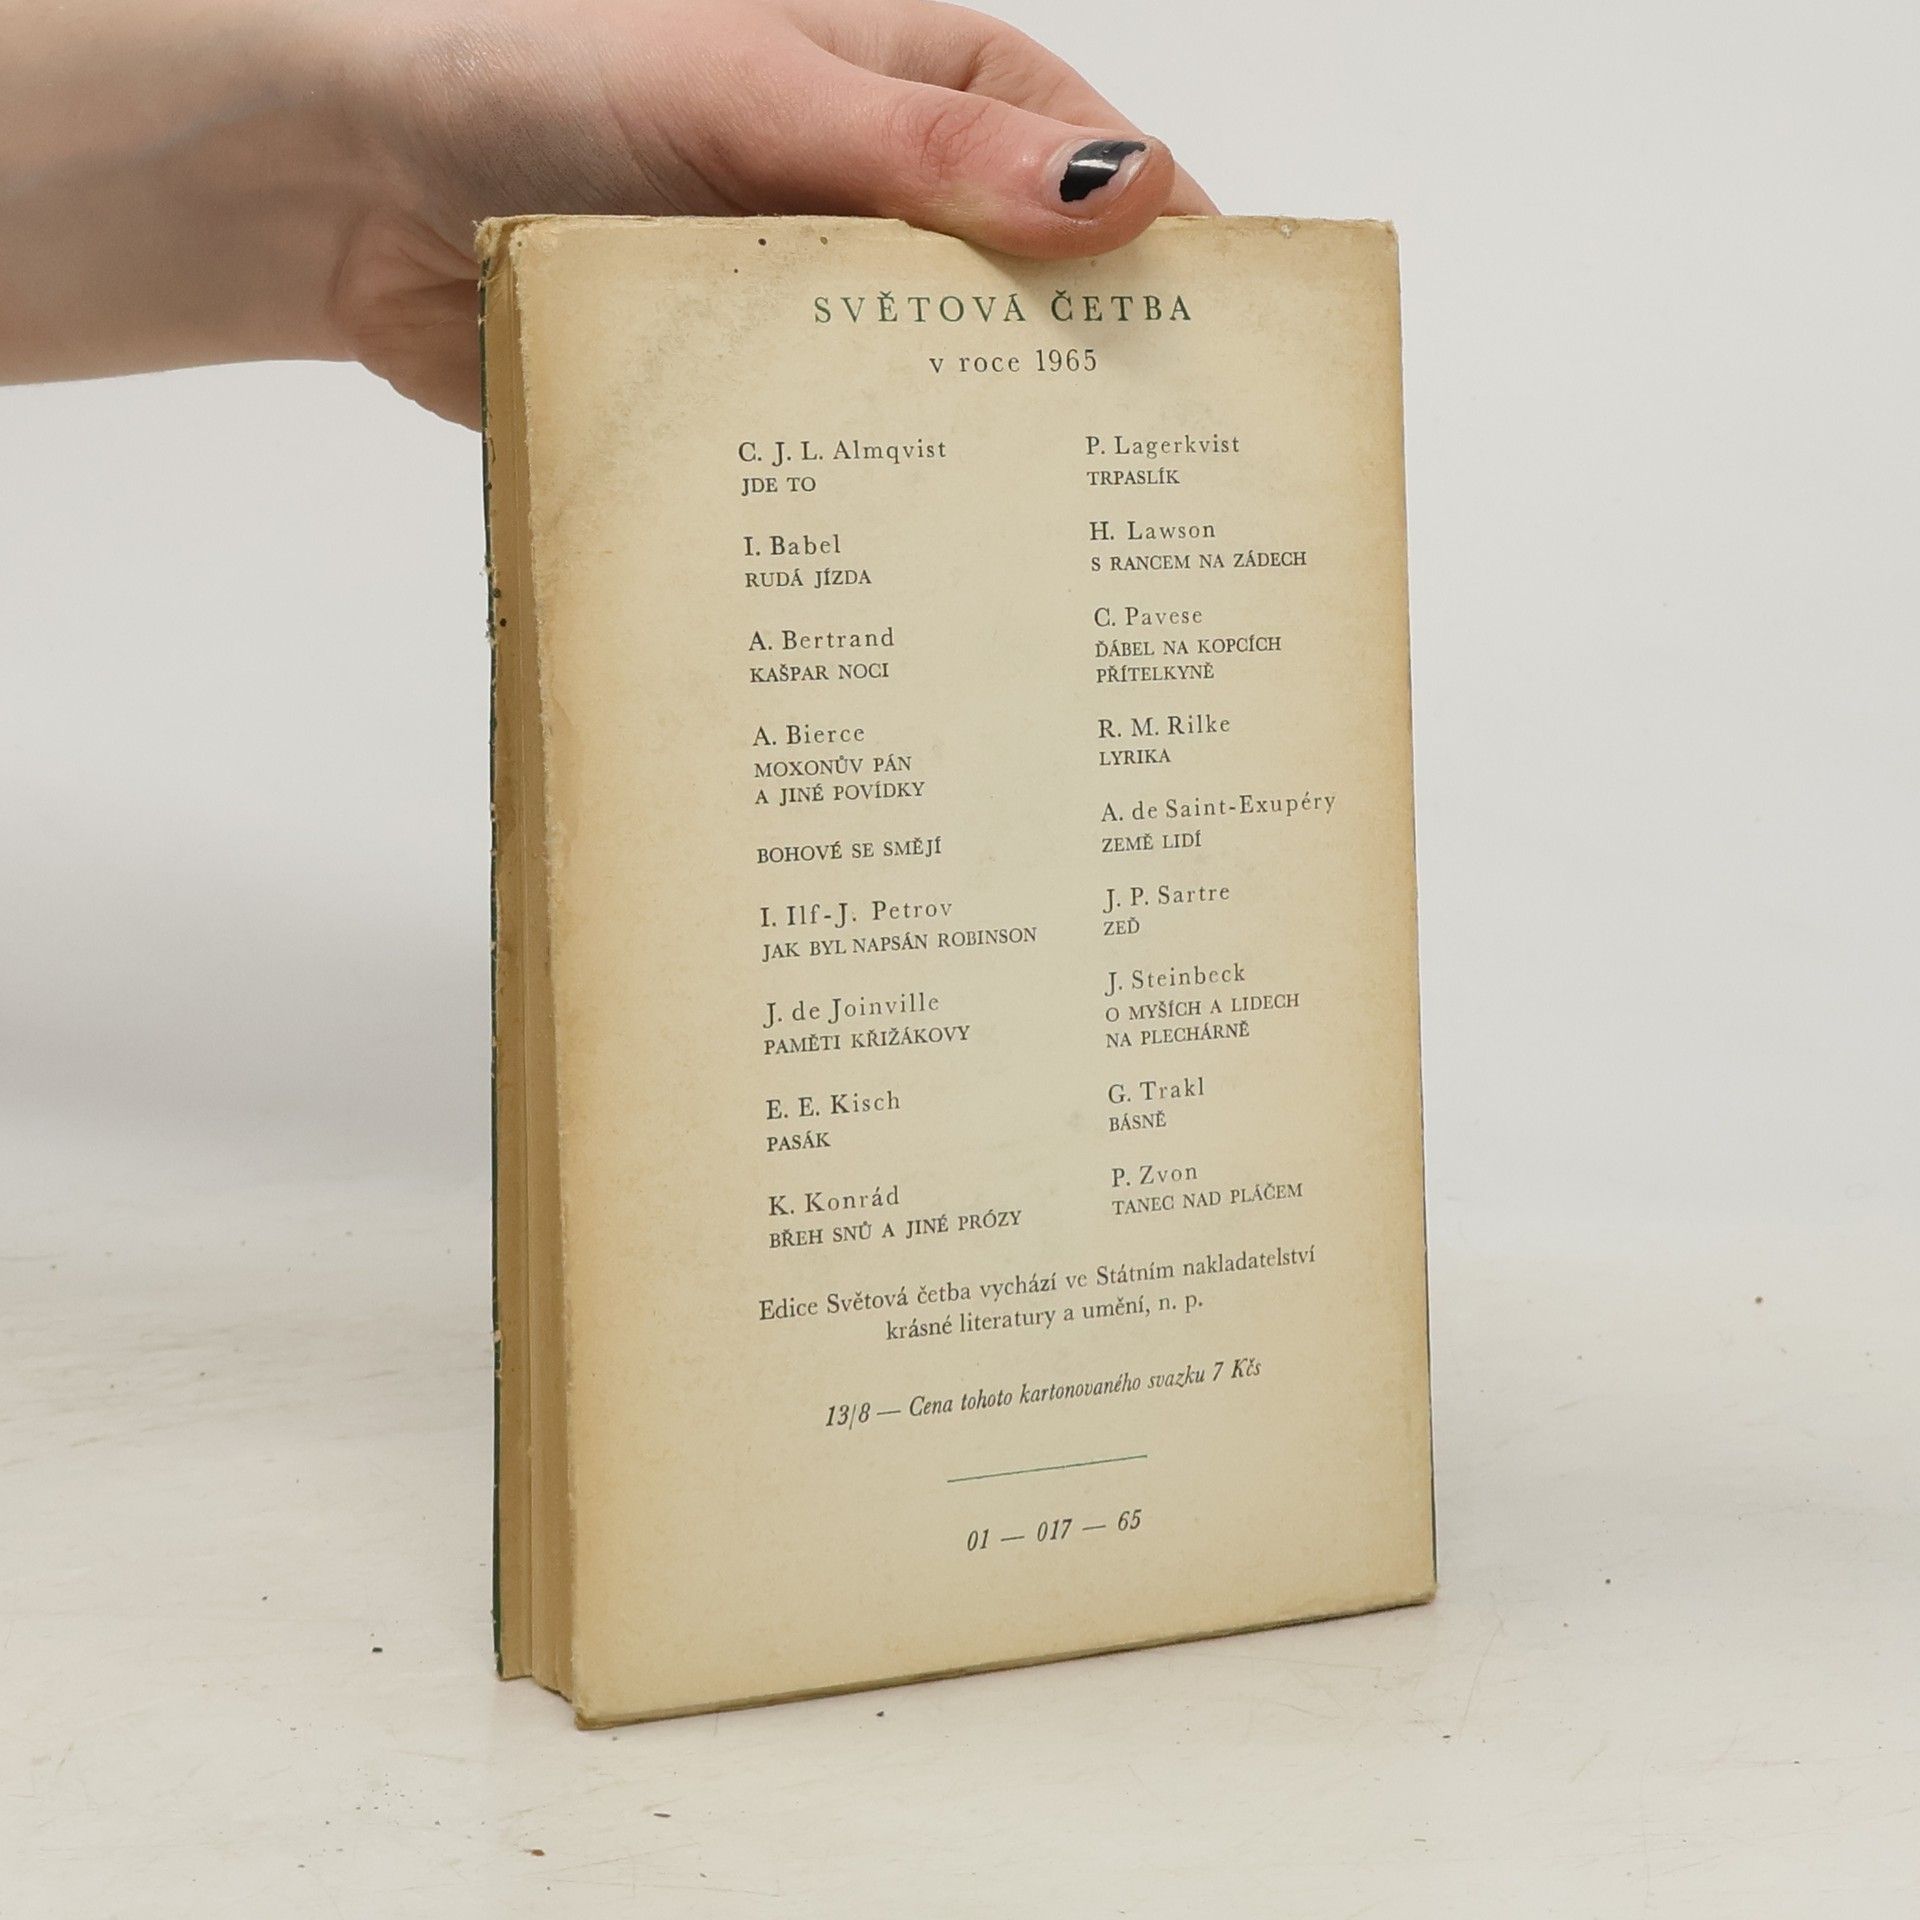 SVĚTOVÁ ČETBA
v roce 1965
C. J. L. Almqvist
JDE TO
I. Babel
RUDÁ JÍZDA
A. Bertrand
KAŠPAR NOCI
A. Bierce
MOXONŮV PÁN
A JINÉ POVÍDKY
BOHOVÉ SE SMĚJÍ
I. Ilf-J. Petrov
JAK BYL NAPSÁN ROBINSON
J. de Joinville
PAMĚTI KŘIŽÁKOVY
E. E. Kisch
PASÁK
K. Konrád
BŘEH SNŮ A JINÉ PRÓZY
P. Lagerkvist
TRPASLÍK
H. Lawson
S RANCEM NA ZÁDECH
C. Pavese
ĎÁBEL NA KOPCÍCH
PŘÍTELKYNĚ
R. M. Rilke
LYRIKA
A. de Saint-Exupéry
ZEMĚ LIDÍ
J. P. Sartre
ZEĎ
J. Steinbeck
O MYŠÍCH A LIDECH
NA PLECHÁRNĚ
G. Trakl
BÁSNĚ
P. Zvon
TANEC NAD PLÁČEM
Edice Světová četba vychází ve Státním nakladatelství
krásné literatury a umění, n. p.
13/8 — Cena tohoto kartonovaného svazku 7 Kčs
01 — 017 — 65